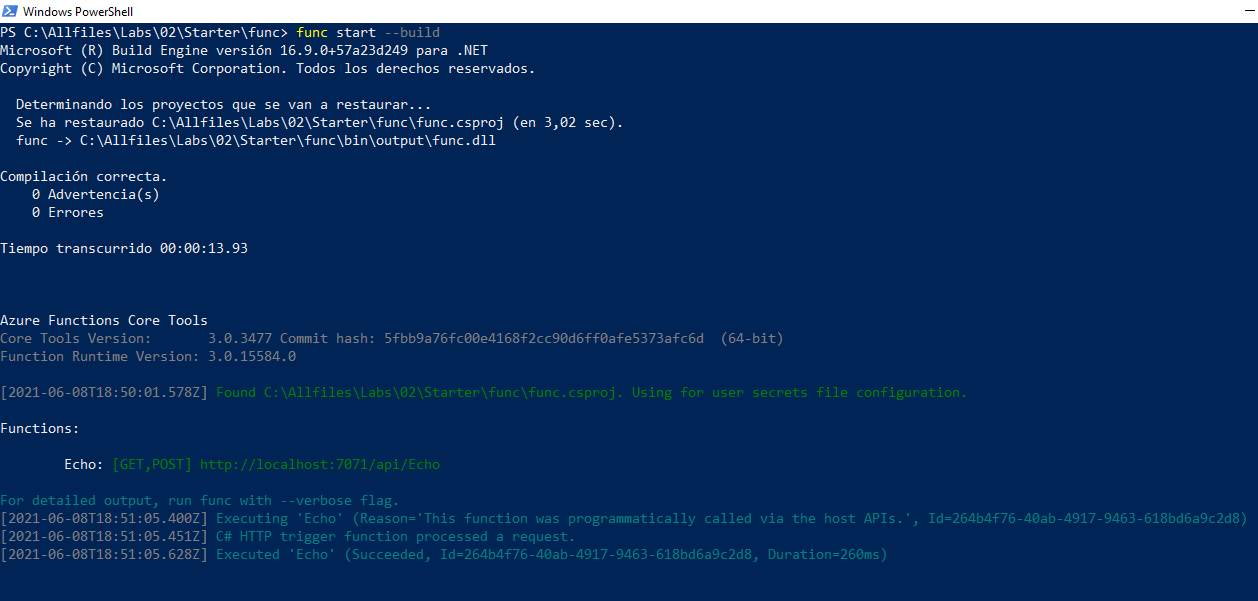 Windows PowerShell
PS C:\Allfiles\Labs\02\Starter\func> func start --build
Microsoft (R) Build Engine versión 16.9.0+57a23d249 para .NET
Copyright (C) Microsoft Corporation. Todos los derechos reservados.
Determinando los proyectos que se van a restaurar...
Se ha restaurado C:\Allfiles\Labs\02\Starter\func\func.csproj (en 3,02 sec).
func -> C:\Allfiles\Labs\02\Starter\func\bin\output\func.dll
Compilación correcta.
0 Advertencia(s)
0 Errores
Tiempo transcurrido 00:00:13.93
Azure Functions Core Tools
Core Tools Version:       3.0.3477 Commit hash: 5fbb9a76fc00e4168f2cc90d6ff0afe5373afc6d  (64-bit)
Function Runtime Version: 3.0.15584.0
[2021-06-08T18:50:01.578Z] Found C:\Allfiles\Labs\02\Starter\func\func.csproj. Using for user secrets file configuration.
Functions:
Echo: [GET,POST] http://localhost:7071/api/Echo
For detailed output, run func with --verbose flag.
[2021-06-08T18:51:05.400Z] Executing 'Echo' (Reason='This function was programmatically called via the host APIs.', Id=264b4f76-40ab-4917-9463-618bd6a9c2d8)
[2021-06-08T18:51:05.451Z] C# HTTP trigger function processed a request.
[2021-06-08T18:51:05.628Z] Executed 'Echo' (Succeeded, Id=264b4f76-40ab-4917-9463-618bd6a9c2d8, Duration=260ms)